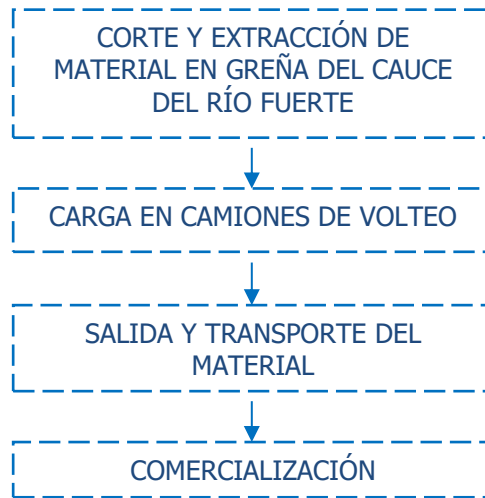 CORTE Y EXTRACCIÓN DE
MATERIAL EN GREÑA DEL CAUCE
DEL RÍO FUERTE
CARGA EN CAMIONES DE VOLTEO
SALIDA Y TRANSPORTE DEL
MATERIAL
COMERCIALIZACIÓN